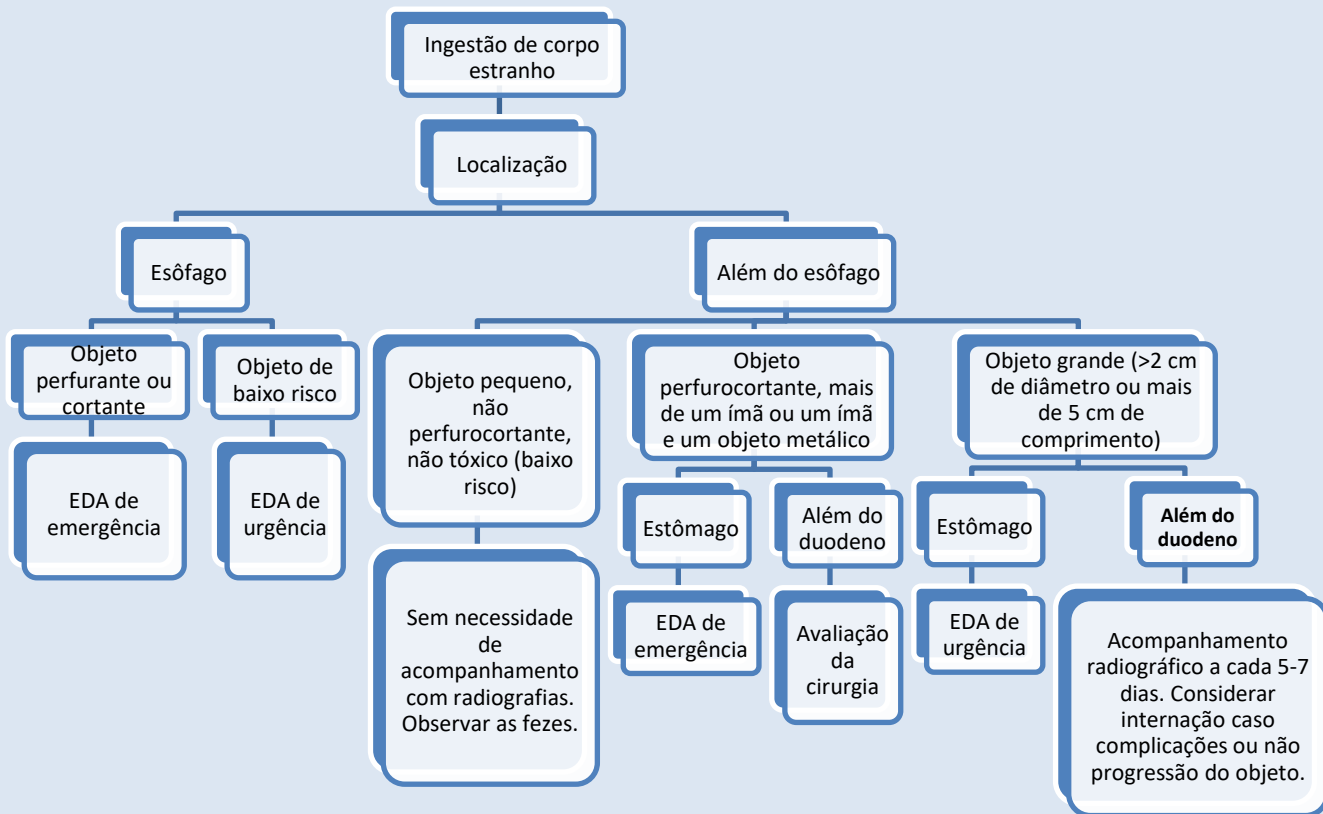 Ingestão de corpo
estranho
Localização
Esôfago
Além do esôfago
Objeto
perfurante ou
cortante
Objeto de
baixo risco
Objeto pequeno,
não
perfurocortante,
não tóxico (baixo
risco)
Objeto
perfurocortante, mais
de um ímã ou um ímã
e um objeto metálico
Objeto grande (>2 cm
de diâmetro ou mais
de 5 cm de
comprimento)
EDA de
emergência
EDA de
urgência
Estômago
Além do
duodeno
Estômago
Além do
duodeno
Sem necessidade
de
acompanhamento
com radiografias.
Observar as fezes.
EDA de
emergência
Avaliação
da
cirurgia
EDA de
urgência
Acompanhamento
radiográfico a cada 5-7
dias. Considerar
internação caso
complicações ou não
progressão do objeto.